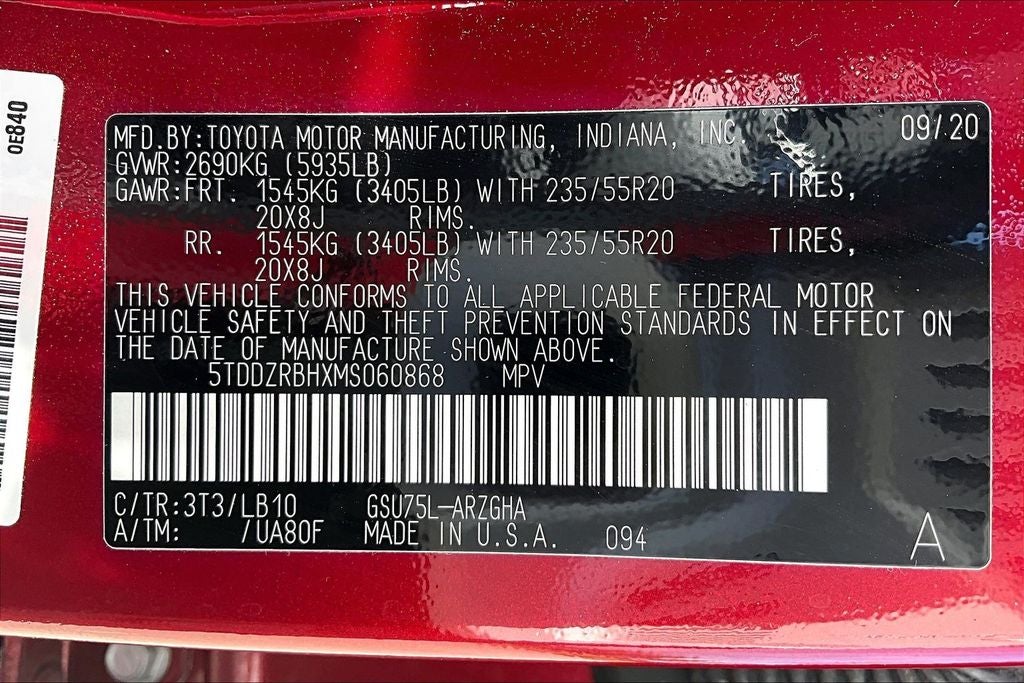 OE840
MFD.BY:TOYOTA MOTOR MANUFACTURING, INDIANA, INC. 09/20
GVWR:2690KG (5935LB)
GAWR:FRT. 1545KG (3405LB) WITH 235/55R20 TIRES,
20X8J RIMS.
RR. 1545KG (3405LB) WITH 235/55R20 TIRES,
20X8J RIMS.
THIS VEHICLE CONFORMS TO ALL APPLICABLE FEDERAL MOTOR
VEHICLE SAFETY AND THEFT PREVENTION STANDARDS IN EFFECT ON
THE DATE OF MANUFACTURE SHOWN ABOVE.
5TDDZRBHXMS060868 MPV
C/TR:3T3/LB10 GSU75L-ARZGHA
A/TM: /UA80F MADE IN U.S.A. 094 A